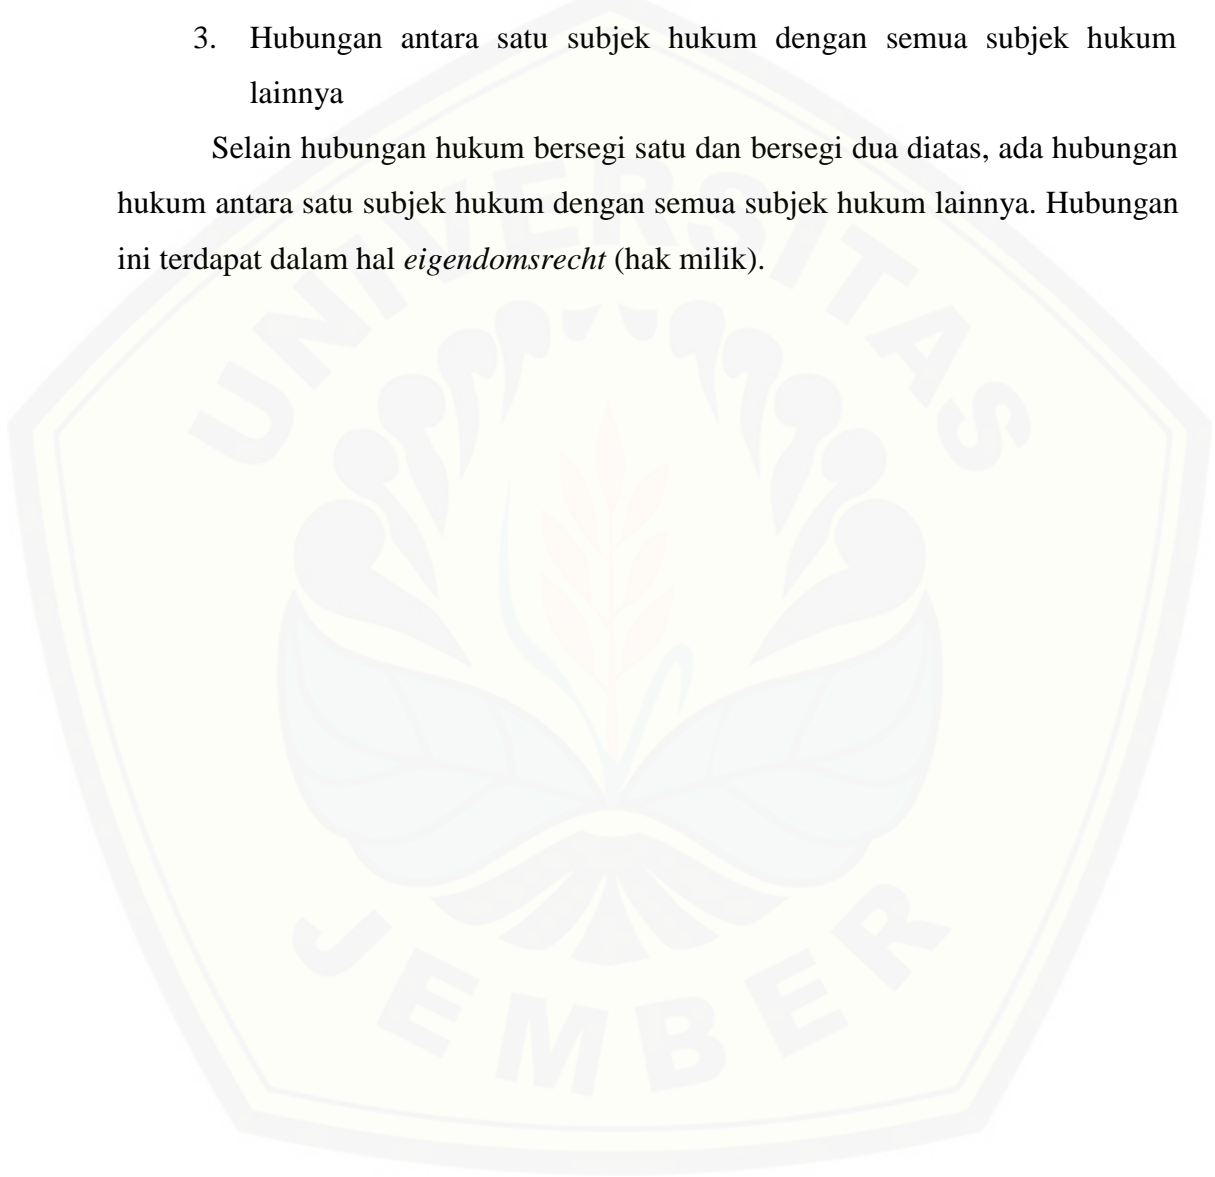 3. Hubungan antara satu subjek hukum dengan semua subjek hukum
lainnya
Selain hubungan hukum bersegi satu dan bersegi dua diatas, ada hubungan
hukum antara satu subjek hukum dengan semua subjek hukum lainnya. Hubungan
ini terdapat dalam hal eigendomsrecht (hak milik).
UNIVERSITAS
JEMBER